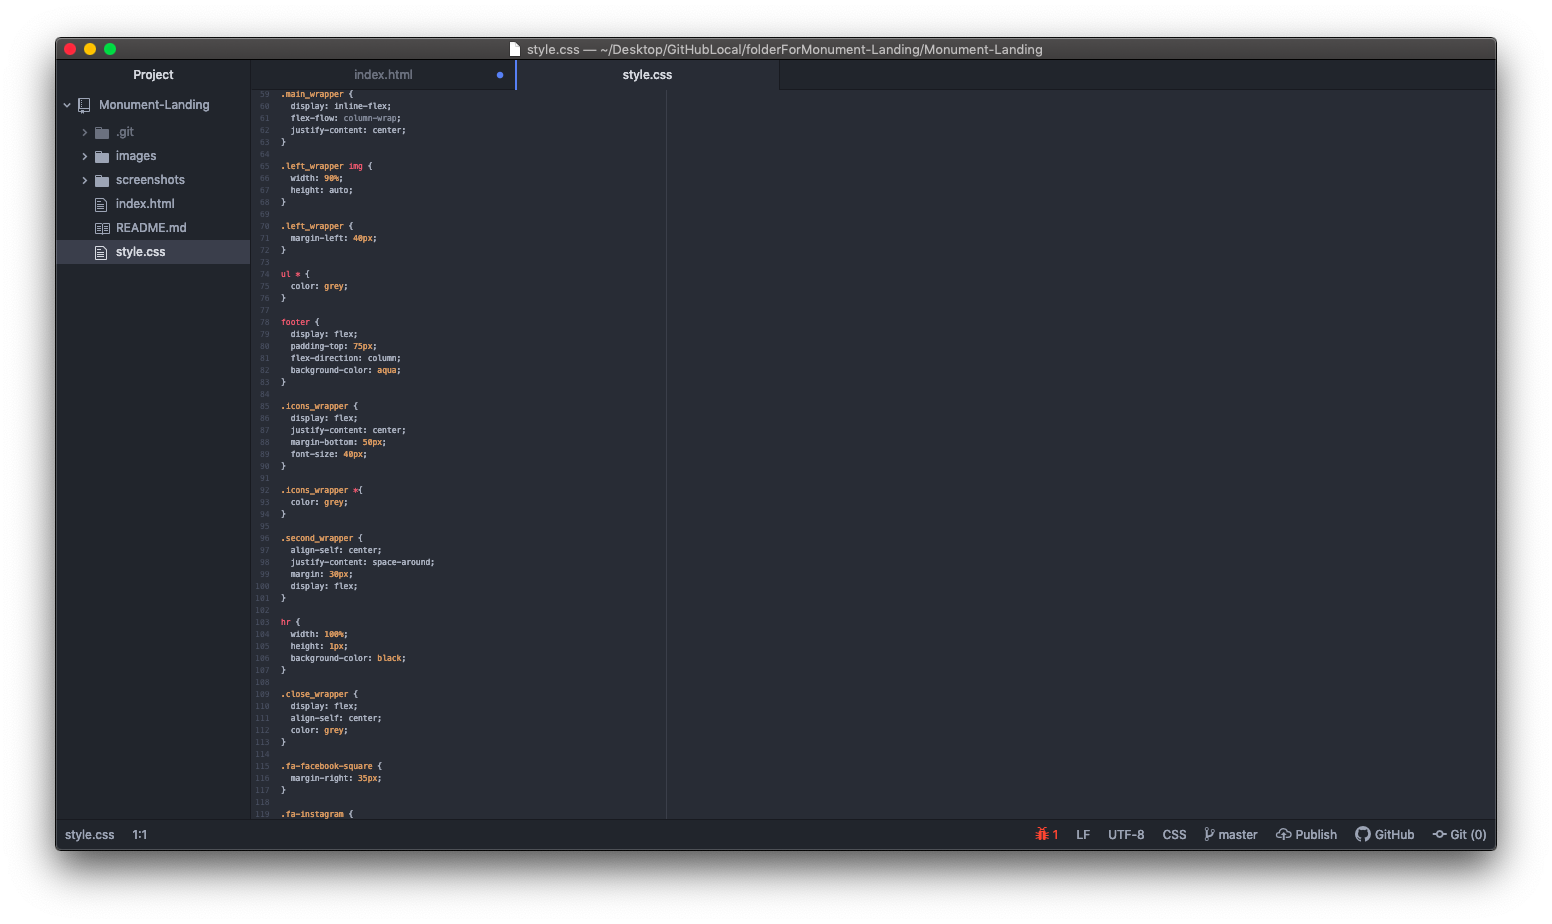 style.css — ~/Desktop/GitHubLocal/folderForMonument-Landing/Monument-Landing
Project
index.html
style.css
Monument-Landing
.git
images
screenshots
index.html
README.md
style.css
59 .main_wrapper {
60 display: inline-flex;
61 flex-flow: column-wrap;
62 justify-content: center;
63 }
64
65 .left_wrapper img {
66 width: 90%;
67 height: auto;
68 }
69
70 .left_wrapper {
71 margin-left: 40px;
72 }
73
74 ul * {
75 color: grey;
76 }
77
78 footer {
79 display: flex;
80 padding-top: 75px;
81 flex-direction: column;
82 background-color: aqua;
83 }
84
85 .icons_wrapper {
86 display: flex;
87 justify-content: center;
88 margin-bottom: 50px;
89 font-size: 40px;
90 }
91
92 .icons_wrapper *{
93 color: grey;
94 }
95
96 .second_wrapper {
97 align-self: center;
98 justify-content: space-around;
99 margin: 30px;
100 display: flex;
101 }
102
103 hr {
104 width: 100%;
105 height: 1px;
106 background-color: black;
107 }
108
109 .close_wrapper {
110 display: flex;
111 align-self: center;
112 color: grey;
113 }
114
115 .fa-facebook-square {
116 margin-right: 35px;
117 }
118
119 .fa-instagram {
style.css 1:1 1 LF UTF-8 CSS master Publish GitHub Git (0)